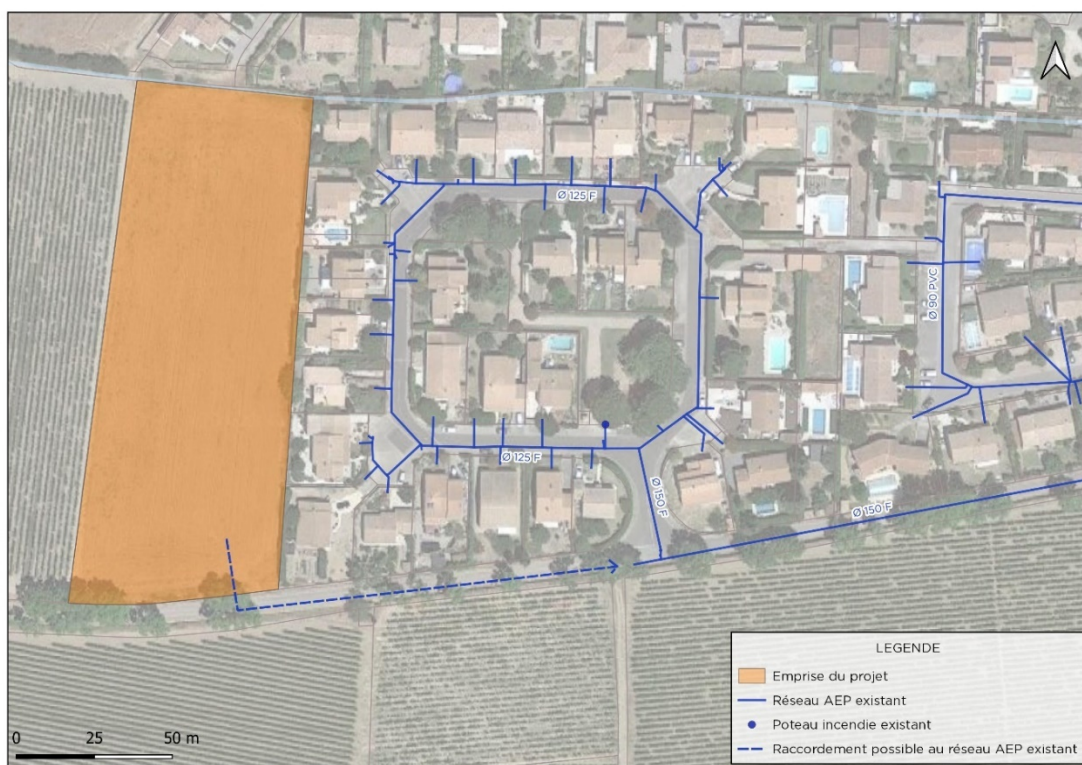 Ø 125 F
Ø 90 PVC
Ø 125 F
Ø 150 F
Ø 150 F
LEGENDE
Emprise du projet
Réseau AEP existant
Poteau incendie existant
Raccordement possible au réseau AEP existant
0 25 50 m